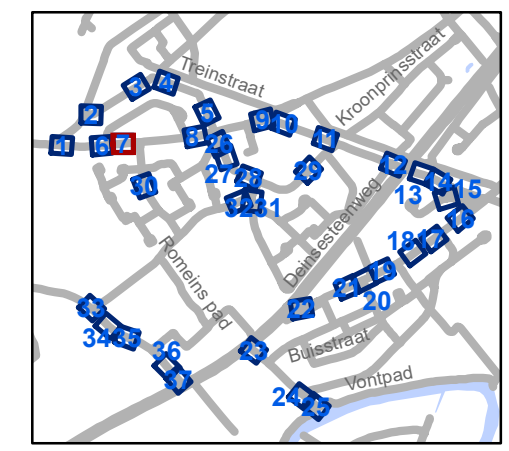 Treinstraat
Kroonprinsstraat
3 4
2 5
9 10
1 6 7 8 26 11
27 28 29 12
30 13 14 15
32 31
Deinsesteenweg
16
18 17
Romeins pad
21 19
20
33 22
34 35
36 23
Buisstraat
37
Vontpad
24 25